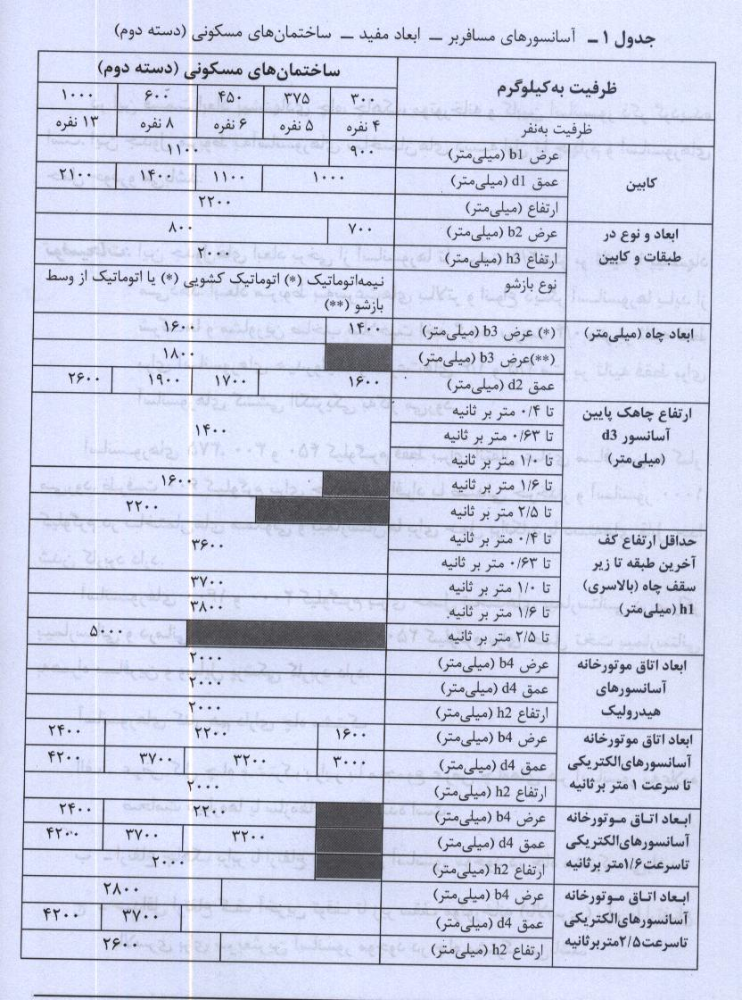 جدول ۱ – آسانسورهای مسافربر – ابعاد مفید – ساختمان‌های مسکونی (دسته دوم)
ظرفیت به‌کیلوگرم ساختمان‌های مسکونی (دسته دوم)
۳۰۰ ۳۷۵ ۴۵۰ ۶۰۰ ۱۰۰۰
ظرفیت به‌نفر ۴ نفره ۵ نفره ۶ نفره ۸ نفره ۱۳ نفره
کابین عرض b1 (میلی‌متر) ۹۰۰ ۱۱۰۰
عمق d1 (میلی‌متر) ۱۰۰۰ ۱۱۰۰ ۱۴۰۰ ۲۱۰۰
ارتفاع (میلی‌متر) ۲۲۰۰
ابعاد و نوع در طبقات و کابین عرض b2 (میلی‌متر) ۷۰۰ ۸۰۰
ارتفاع h3 (میلی‌متر) ۲۰۰۰
نوع بازشو نیمه‌اتوماتیک (*) اتوماتیک کشویی (*) یا اتوماتیک از وسط
بازشو (**)
ابعاد چاه (میلی‌متر) (*) عرض b3 (میلی‌متر) ۱۴۰۰ ۱۶۰۰
(**)عرض b3 (میلی‌متر) ۱۸۰۰
عمق d2 (میلی‌متر) ۱۶۰۰ ۱۷۰۰ ۱۹۰۰ ۲۶۰۰
ارتفاع چاهک پایین تا ۰/۴ متر بر ثانیه
آسانسور d3 تا ۰/۶۳ متر بر ثانیه ۱۴۰۰
(میلی‌متر) تا ۱/۰ متر بر ثانیه
تا ۱/۶ متر بر ثانیه ۱۶۰۰
تا ۲/۵ متر بر ثانیه ۲۲۰۰
حداقل ارتفاع کف تا ۰/۴ متر بر ثانیه ۳۶۰۰
آخرین طبقه تا زیر تا ۰/۶۳ متر بر ثانیه
سقف چاه (بالاسری) تا ۱/۰ متر بر ثانیه ۳۷۰۰
h1 (میلی‌متر) تا ۱/۶ متر بر ثانیه ۳۸۰۰
تا ۲/۵ متر بر ثانیه ۵۰۰۰
ابعاد اتاق موتورخانه عرض b4 (میلی‌متر) ۲۰۰۰
آسانسورهای عمق d4 (میلی‌متر) ۲۰۰۰
هیدرولیک ارتفاع h2 (میلی‌متر) ۲۰۰۰
ابعاد اتاق موتورخانه عرض b4 (میلی‌متر) ۱۶۰۰ ۲۲۰۰ ۲۴۰۰
آسانسورهای‌الکتریکی عمق d4 (میلی‌متر) ۳۰۰۰ ۳۲۰۰ ۳۷۰۰ ۴۲۰۰
تا سرعت ۱ متر برثانیه ارتفاع h2 (میلی‌متر) ۲۰۰۰
ابعاد اتاق موتورخانه عرض b4 (میلی‌متر) ۲۲۰۰ ۲۴۰۰
آسانسورهای‌الکتریکی عمق d4 (میلی‌متر) ۳۲۰۰ ۳۷۰۰ ۴۲۰۰
تاسرعت۱/۶ متر برثانیه ارتفاع h2 (میلی‌متر) ۲۰۰۰
ابعاد اتاق موتورخانه عرض b4 (میلی‌متر) ۲۸۰۰
آسانسورهای‌الکتریکی عمق d4 (میلی‌متر) ۳۷۰۰ ۴۲۰۰
تاسرعت۲/۵متربرثانیه ارتفاع h2 (میلی‌متر) ۲۶۰۰